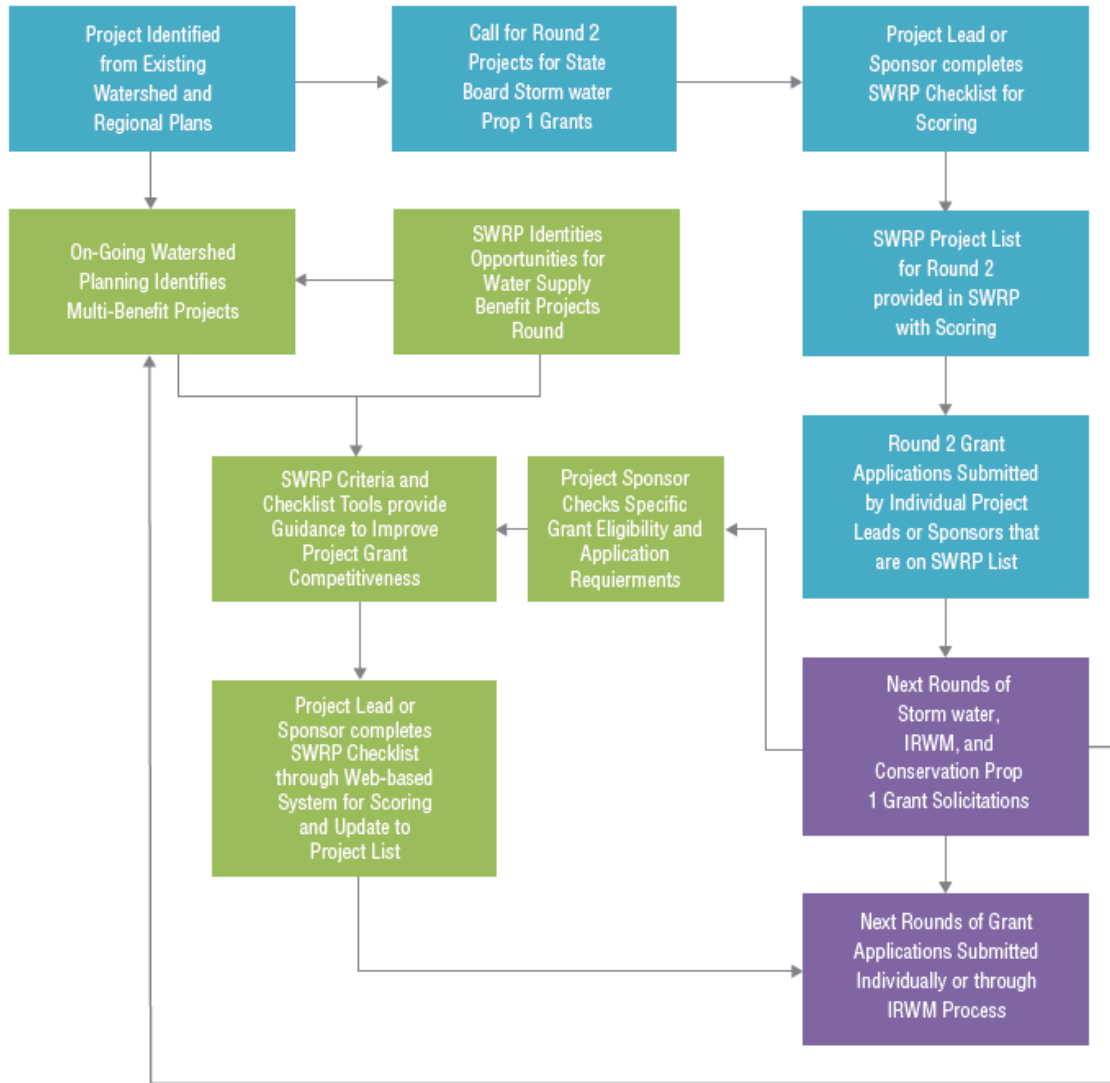 Project Identified
from Existing
Watershed and
Regional Plans
Call for Round 2
Projects for State
Board Storm water
Prop 1 Grants
Project Lead or
Sponsor completes
SWRP Checklist for
Scoring
On-Going Watershed
Planning Identifies
Multi-Benefit Projects
SWRP Identities
Opportunities for
Water Supply
Benefit Projects
Round
SWRP Project List
for Round 2
provided in SWRP
with Scoring
SWRP Criteria and
Checklist Tools provide
Guidance to Improve
Project Grant
Competitiveness
Project Sponsor
Checks Specific
Grant Eligibility and
Application
Requierments
Round 2 Grant
Applications Submitted
by Individual Project
Leads or Sponsors that
are on SWRP List
Project Lead or
Sponsor completes
SWRP Checklist
through Web-based
System for Scoring
and Update to
Project List
Next Rounds of
Storm water,
IRWM, and
Conservation Prop
1 Grant Solicitations
Next Rounds of Grant
Applications Submitted
Individually or through
IRWM Process